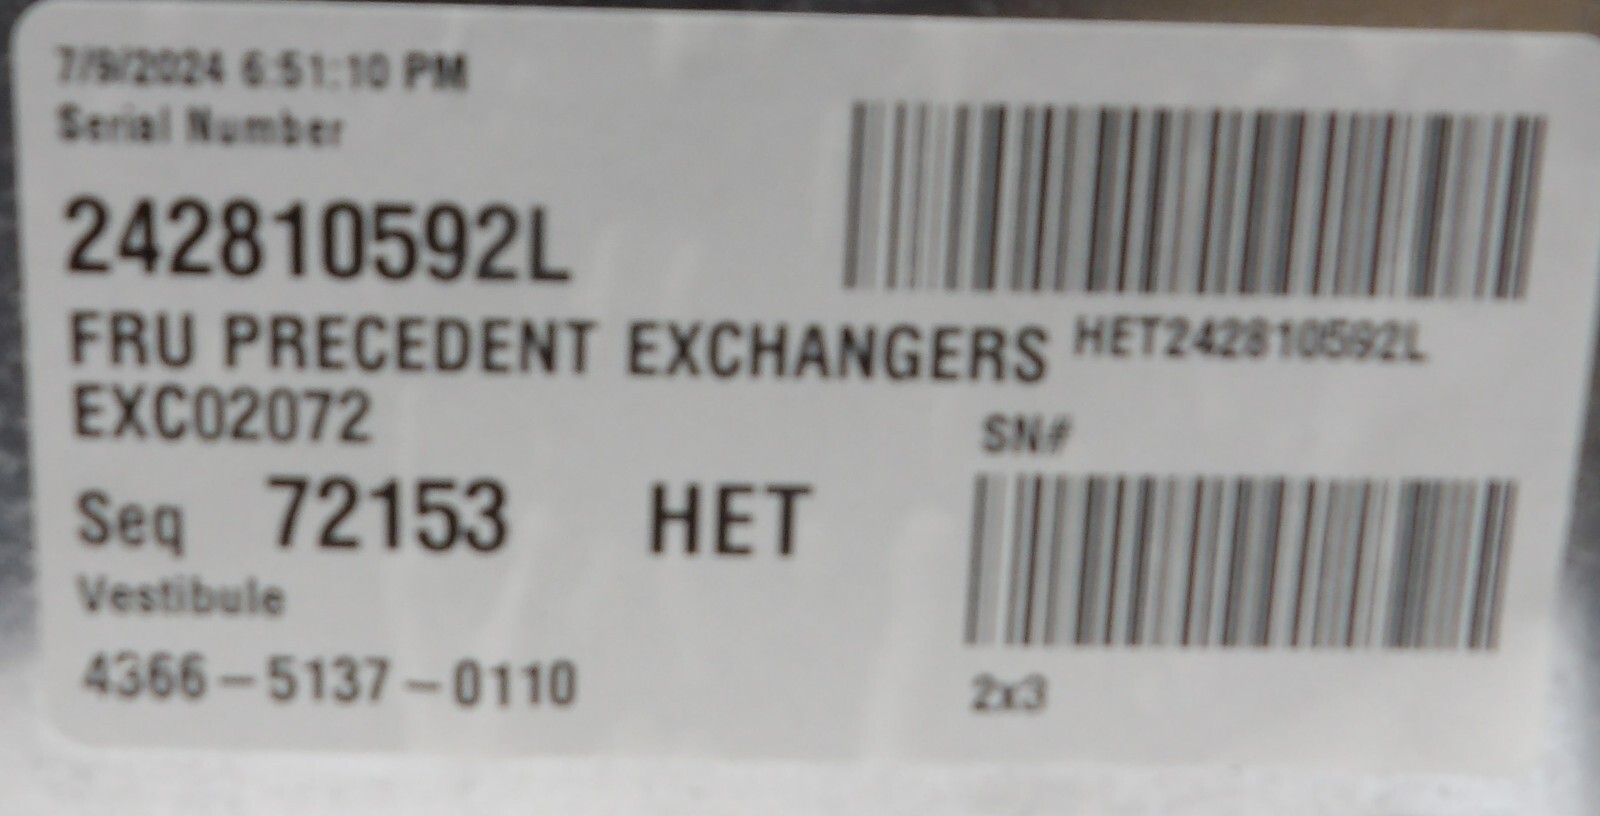 7/9/2024 6:51:10 PM
Serial Number
242810592L
FRU PRECEDENT EXCHANGERS
HET242810592L
EXC02072
SN#
Seq 72153 HET
Vestibule
4366-5137-0110
2x3